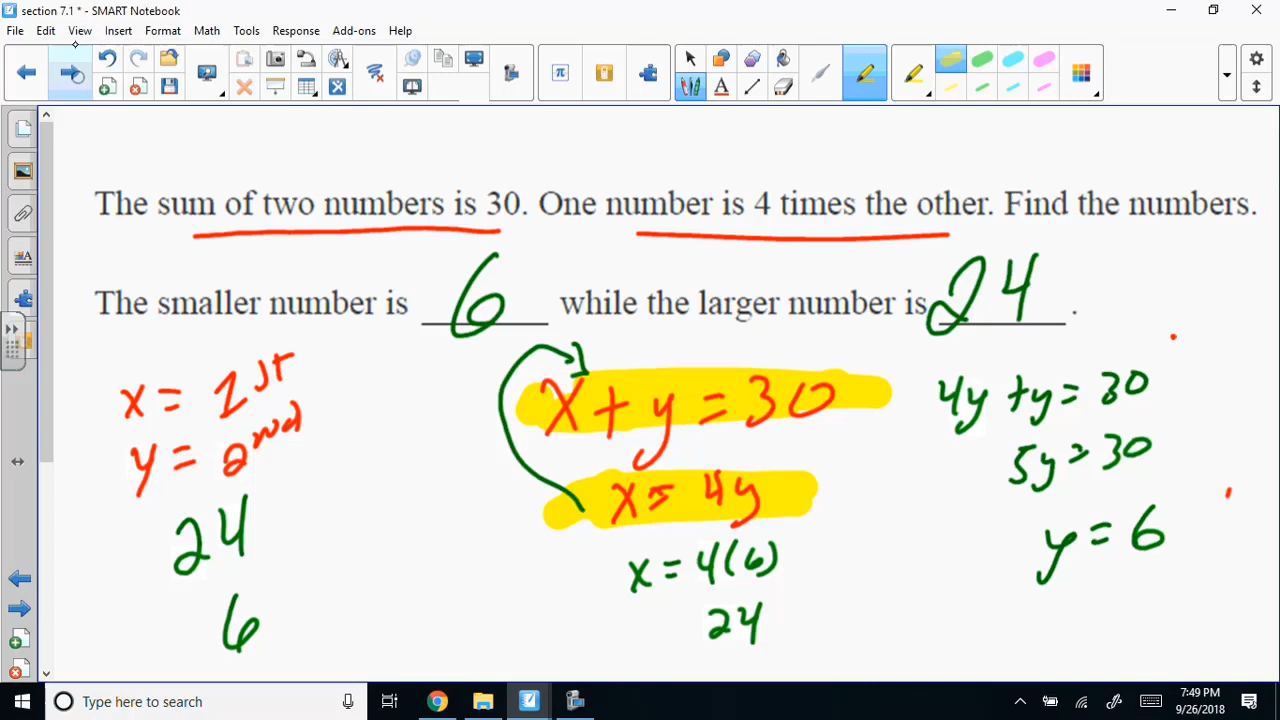 section 7.1 * - SMART Notebook
File Edit View Insert Format Math Tools Response Add-ons Help
The sum of two numbers is 30. One number is 4 times the other. Find the numbers.
The smaller number is 6 while the larger number is 24 .
x = 1st
y = 2nd
24
6
x + y = 30
x = 4y
x = 4(6)
24
4y + y = 30
5y = 30
y = 6
Type here to search
7:49 PM
9/26/2018